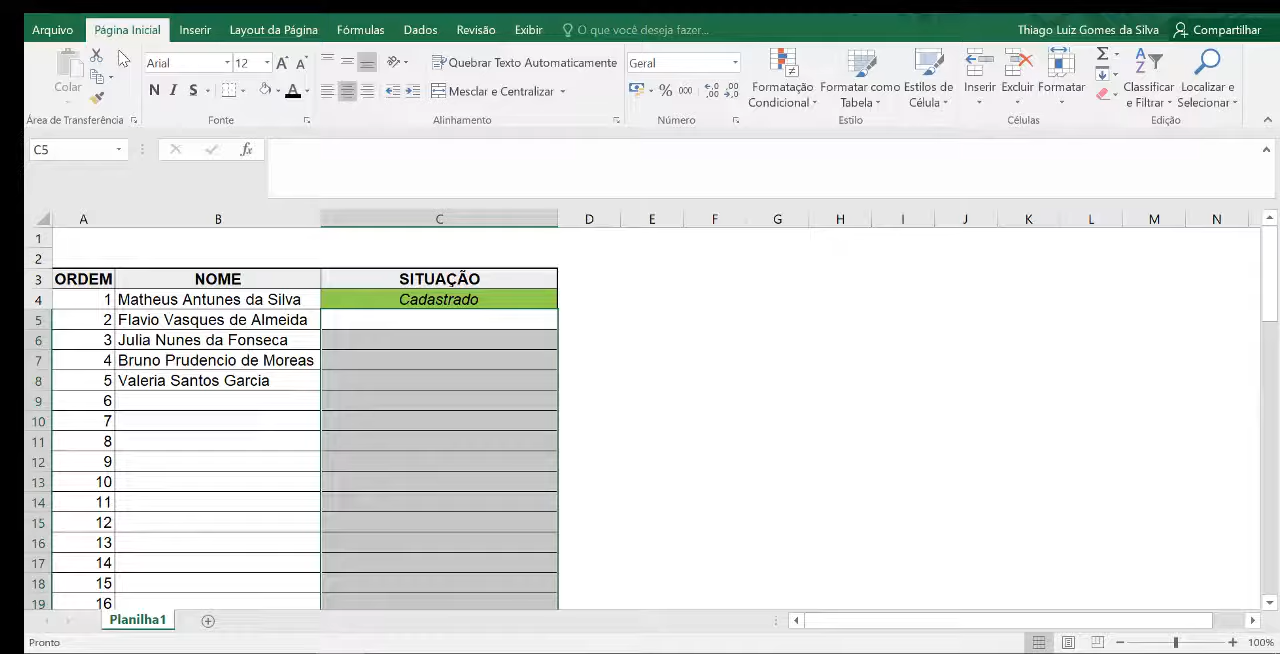 Arquivo Página Inicial Inserir Layout da Página Fórmulas Dados Revisão Exibir O que você deseja fazer... Thiago Luiz Gomes da Silva Compartilhar
Colar
Arial 12
N I S A
Quebrar Texto Automaticamente
Mesclar e Centralizar
Geral
% 000
Formatação Condicional
Formatar como Tabela
Estilos de Célula
Inserir Excluir Formatar
Classificar e Filtrar
Localizar e Selecionar
Área de Transferência Fonte Alinhamento Número Estilo Células Edição
C5 fx
A B C D E F G H I J K L M N
1
2
3 ORDEM NOME SITUAÇÃO
4 1 Matheus Antunes da Silva Cadastrado
5 2 Flavio Vasques de Almeida
6 3 Julia Nunes da Fonseca
7 4 Bruno Prudencio de Moreas
8 5 Valeria Santos Garcia
9 6
10 7
11 8
12 9
13 10
14 11
15 12
16 13
17 14
18 15
19 16
Planilha1
Pronto 100%